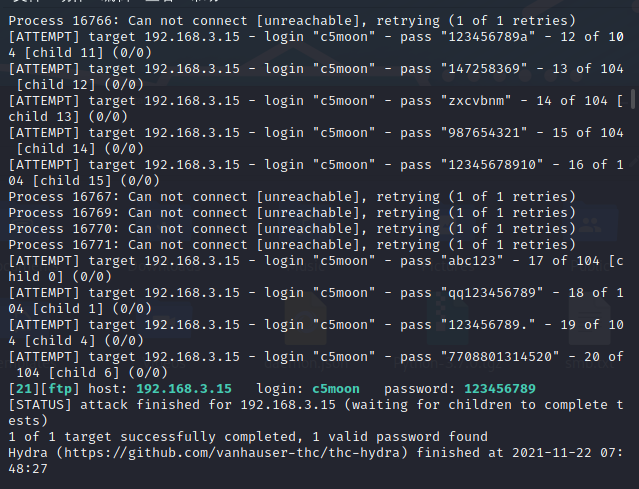 Process 16766: Can not connect [unreachable], retrying (1 of 1 retries)
[ATTEMPT] target 192.168.3.15 - login "c5moon" - pass "123456789a" - 12 of 10
4 [child 11] (0/0)
[ATTEMPT] target 192.168.3.15 - login "c5moon" - pass "147258369" - 13 of 104
 [child 12] (0/0)
[ATTEMPT] target 192.168.3.15 - login "c5moon" - pass "zxcvbnm" - 14 of 104 [
child 13] (0/0)
[ATTEMPT] target 192.168.3.15 - login "c5moon" - pass "987654321" - 15 of 104
 [child 14] (0/0)
[ATTEMPT] target 192.168.3.15 - login "c5moon" - pass "12345678910" - 16 of 1
04 [child 15] (0/0)
Process 16767: Can not connect [unreachable], retrying (1 of 1 retries)
Process 16769: Can not connect [unreachable], retrying (1 of 1 retries)
Process 16770: Can not connect [unreachable], retrying (1 of 1 retries)
Process 16771: Can not connect [unreachable], retrying (1 of 1 retries)
[ATTEMPT] target 192.168.3.15 - login "c5moon" - pass "abc123" - 17 of 104 [c
hild 0] (0/0)
[ATTEMPT] target 192.168.3.15 - login "c5moon" - pass "qq123456789" - 18 of 1
04 [child 1] (0/0)
[ATTEMPT] target 192.168.3.15 - login "c5moon" - pass "123456789." - 19 of 10
4 [child 4] (0/0)
[ATTEMPT] target 192.168.3.15 - login "c5moon" - pass "7708801314520" - 20 of
 104 [child 6] (0/0)
[21][ftp] host: 192.168.3.15   login: c5moon   password: 123456789
[STATUS] attack finished for 192.168.3.15 (waiting for children to complete t
ests)
1 of 1 target successfully completed, 1 valid password found
Hydra (https://github.com/vanhauser-thc/thc-hydra) finished at 2021-11-22 07:
48:27